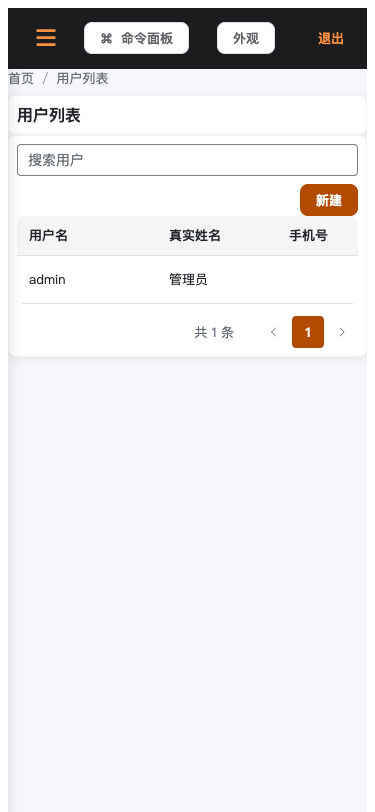 ⌘ 命令面板 外观 退出
首页 / 用户列表
用户列表
搜索用户
新建
用户名 真实姓名 手机号
admin 管理员
共 1 条 1